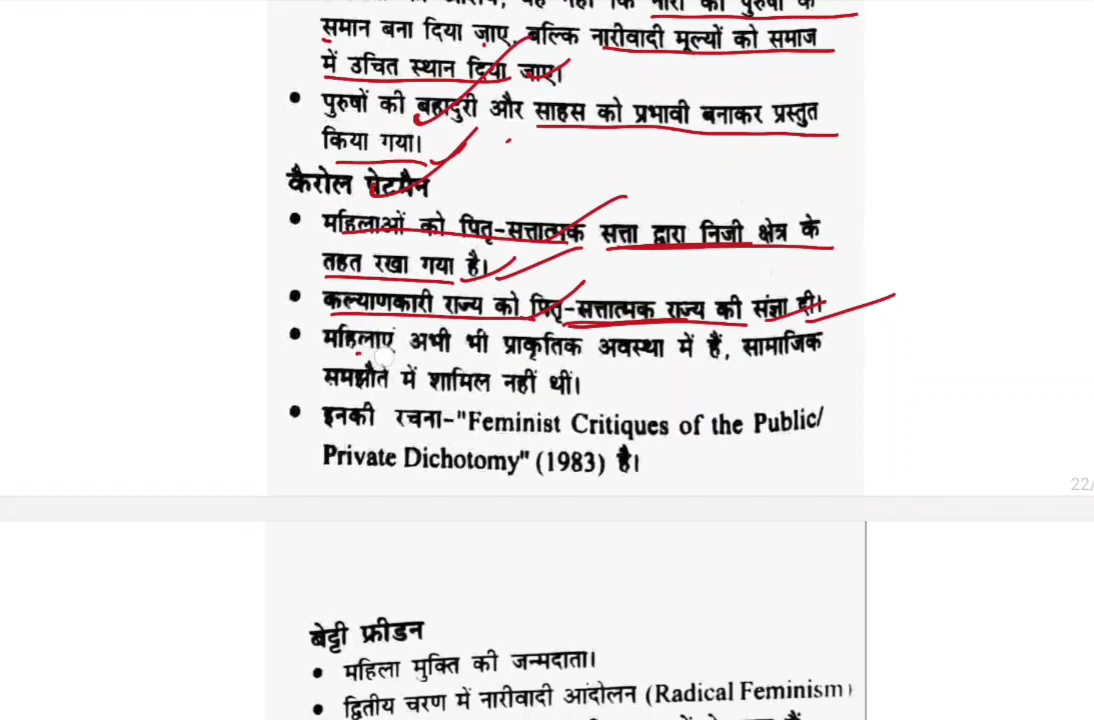 नारी को पुरुषों के
समान बना दिया जाए, बल्कि नारीवादी मूल्यों को समाज
में उचित स्थान दिया जाए।
• पुरुषों की बहादुरी और साहस को प्रभावी बनाकर प्रस्तुत
किया गया।
कैरोल पेटमैन
• महिलाओं को पितृ-सत्तात्मक सत्ता द्वारा निजी क्षेत्र के
तहत रखा गया है।
• कल्याणकारी राज्य को पितृ-सत्तात्मक राज्य की संज्ञा दी।
• महिलाएं अभी भी प्राकृतिक अवस्था में हैं, सामाजिक
समझौते में शामिल नहीं थीं।
• इनकी रचना-"Feminist Critiques of the Public/
Private Dichotomy" (1983) है।
22/
बेट्टी फ्रीडन
• महिला मुक्ति की जन्मदाता।
• द्वितीय चरण में नारीवादी आंदोलन (Radical Feminism)